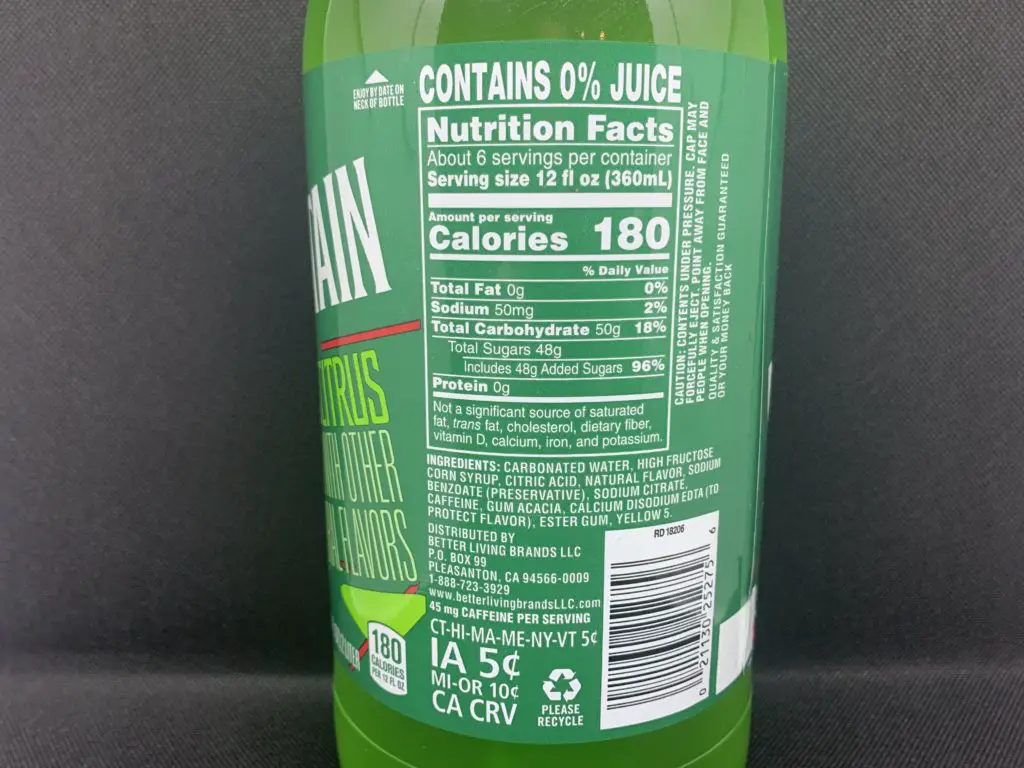 ENJOY BY DATE ON
NECK OF BOTTLE
CONTAINS 0% JUICE
Nutrition Facts
About 6 servings per container
Serving size 12 fl oz (360mL)
Amount per serving
Calories 180
% Daily Value
Total Fat 0g 0%
Sodium 50mg 2%
Total Carbohydrate 50g 18%
Total Sugars 48g
Includes 48g Added Sugars 96%
Protein 0g
Not a significant source of saturated
fat, trans fat, cholesterol, dietary fiber,
vitamin D, calcium, iron, and potassium.
CAUTION: CONTENTS UNDER PRESSURE. CAP MAY
FORCEFULLY EJECT. POINT AWAY FROM FACE AND
PEOPLE WHEN OPENING.
QUALITY & SATISFACTION GUARANTEED
OR YOUR MONEY BACK
INGREDIENTS: CARBONATED WATER, HIGH FRUCTOSE
CORN SYRUP, CITRIC ACID, NATURAL FLAVOR, SODIUM
BENZOATE (PRESERVATIVE), SODIUM CITRATE,
CAFFEINE, GUM ACACIA, CALCIUM DISODIUM EDTA (TO
PROTECT FLAVOR), ESTER GUM, YELLOW 5.
DISTRIBUTED BY
BETTER LIVING BRANDS LLC
P.O. BOX 99
PLEASANTON, CA 94566-0009
1-888-723-3929
www.betterlivingbrandsLLC.com
45 mg CAFFEINE PER SERVING
CT-HI-MA-ME-NY-VT 5¢
IA 5¢
MI-OR 10¢
CA CRV
PLEASE
RECYCLE
RD 18206
0 21130 25275 6
AIN
CITRUS
WITH OTHER
FLAVORS
180
CALORIES
PER 12 FL OZ